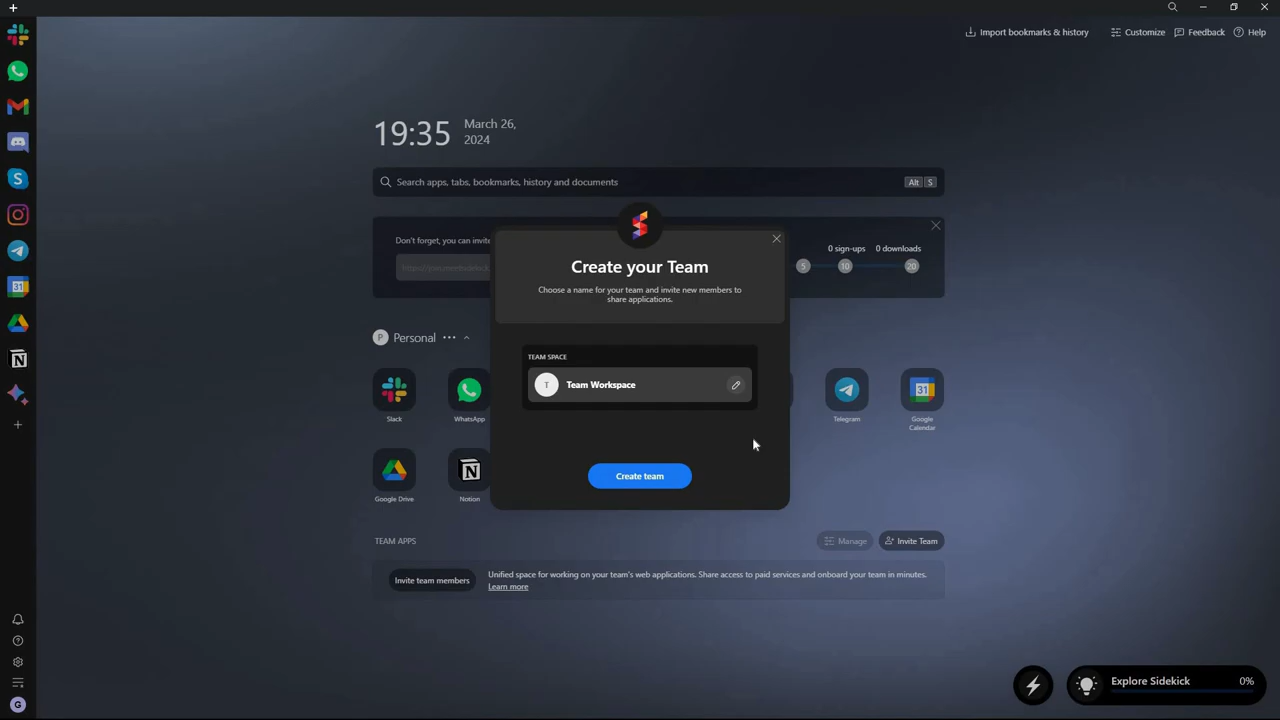 Import bookmarks & history
Customize
Feedback
Help
19:35
March 26,
2024
Search apps, tabs, bookmarks, history and documents
Alt
S
Don't forget, you can invite
0 sign-ups
0 downloads
5
10
20
Create your Team
Choose a name for your team and invite new members to
share applications.
TEAM SPACE
T
Team Workspace
Create team
P
Personal
Slack
WhatsApp
Telegram
31
Google
Calendar
Google Drive
Notion
TEAM APPS
Manage
Invite Team
Invite team members
Unified space for working on your team's web applications. Share access to paid services and onboard your team in minutes.
Learn more
31
G
Explore Sidekick
0%